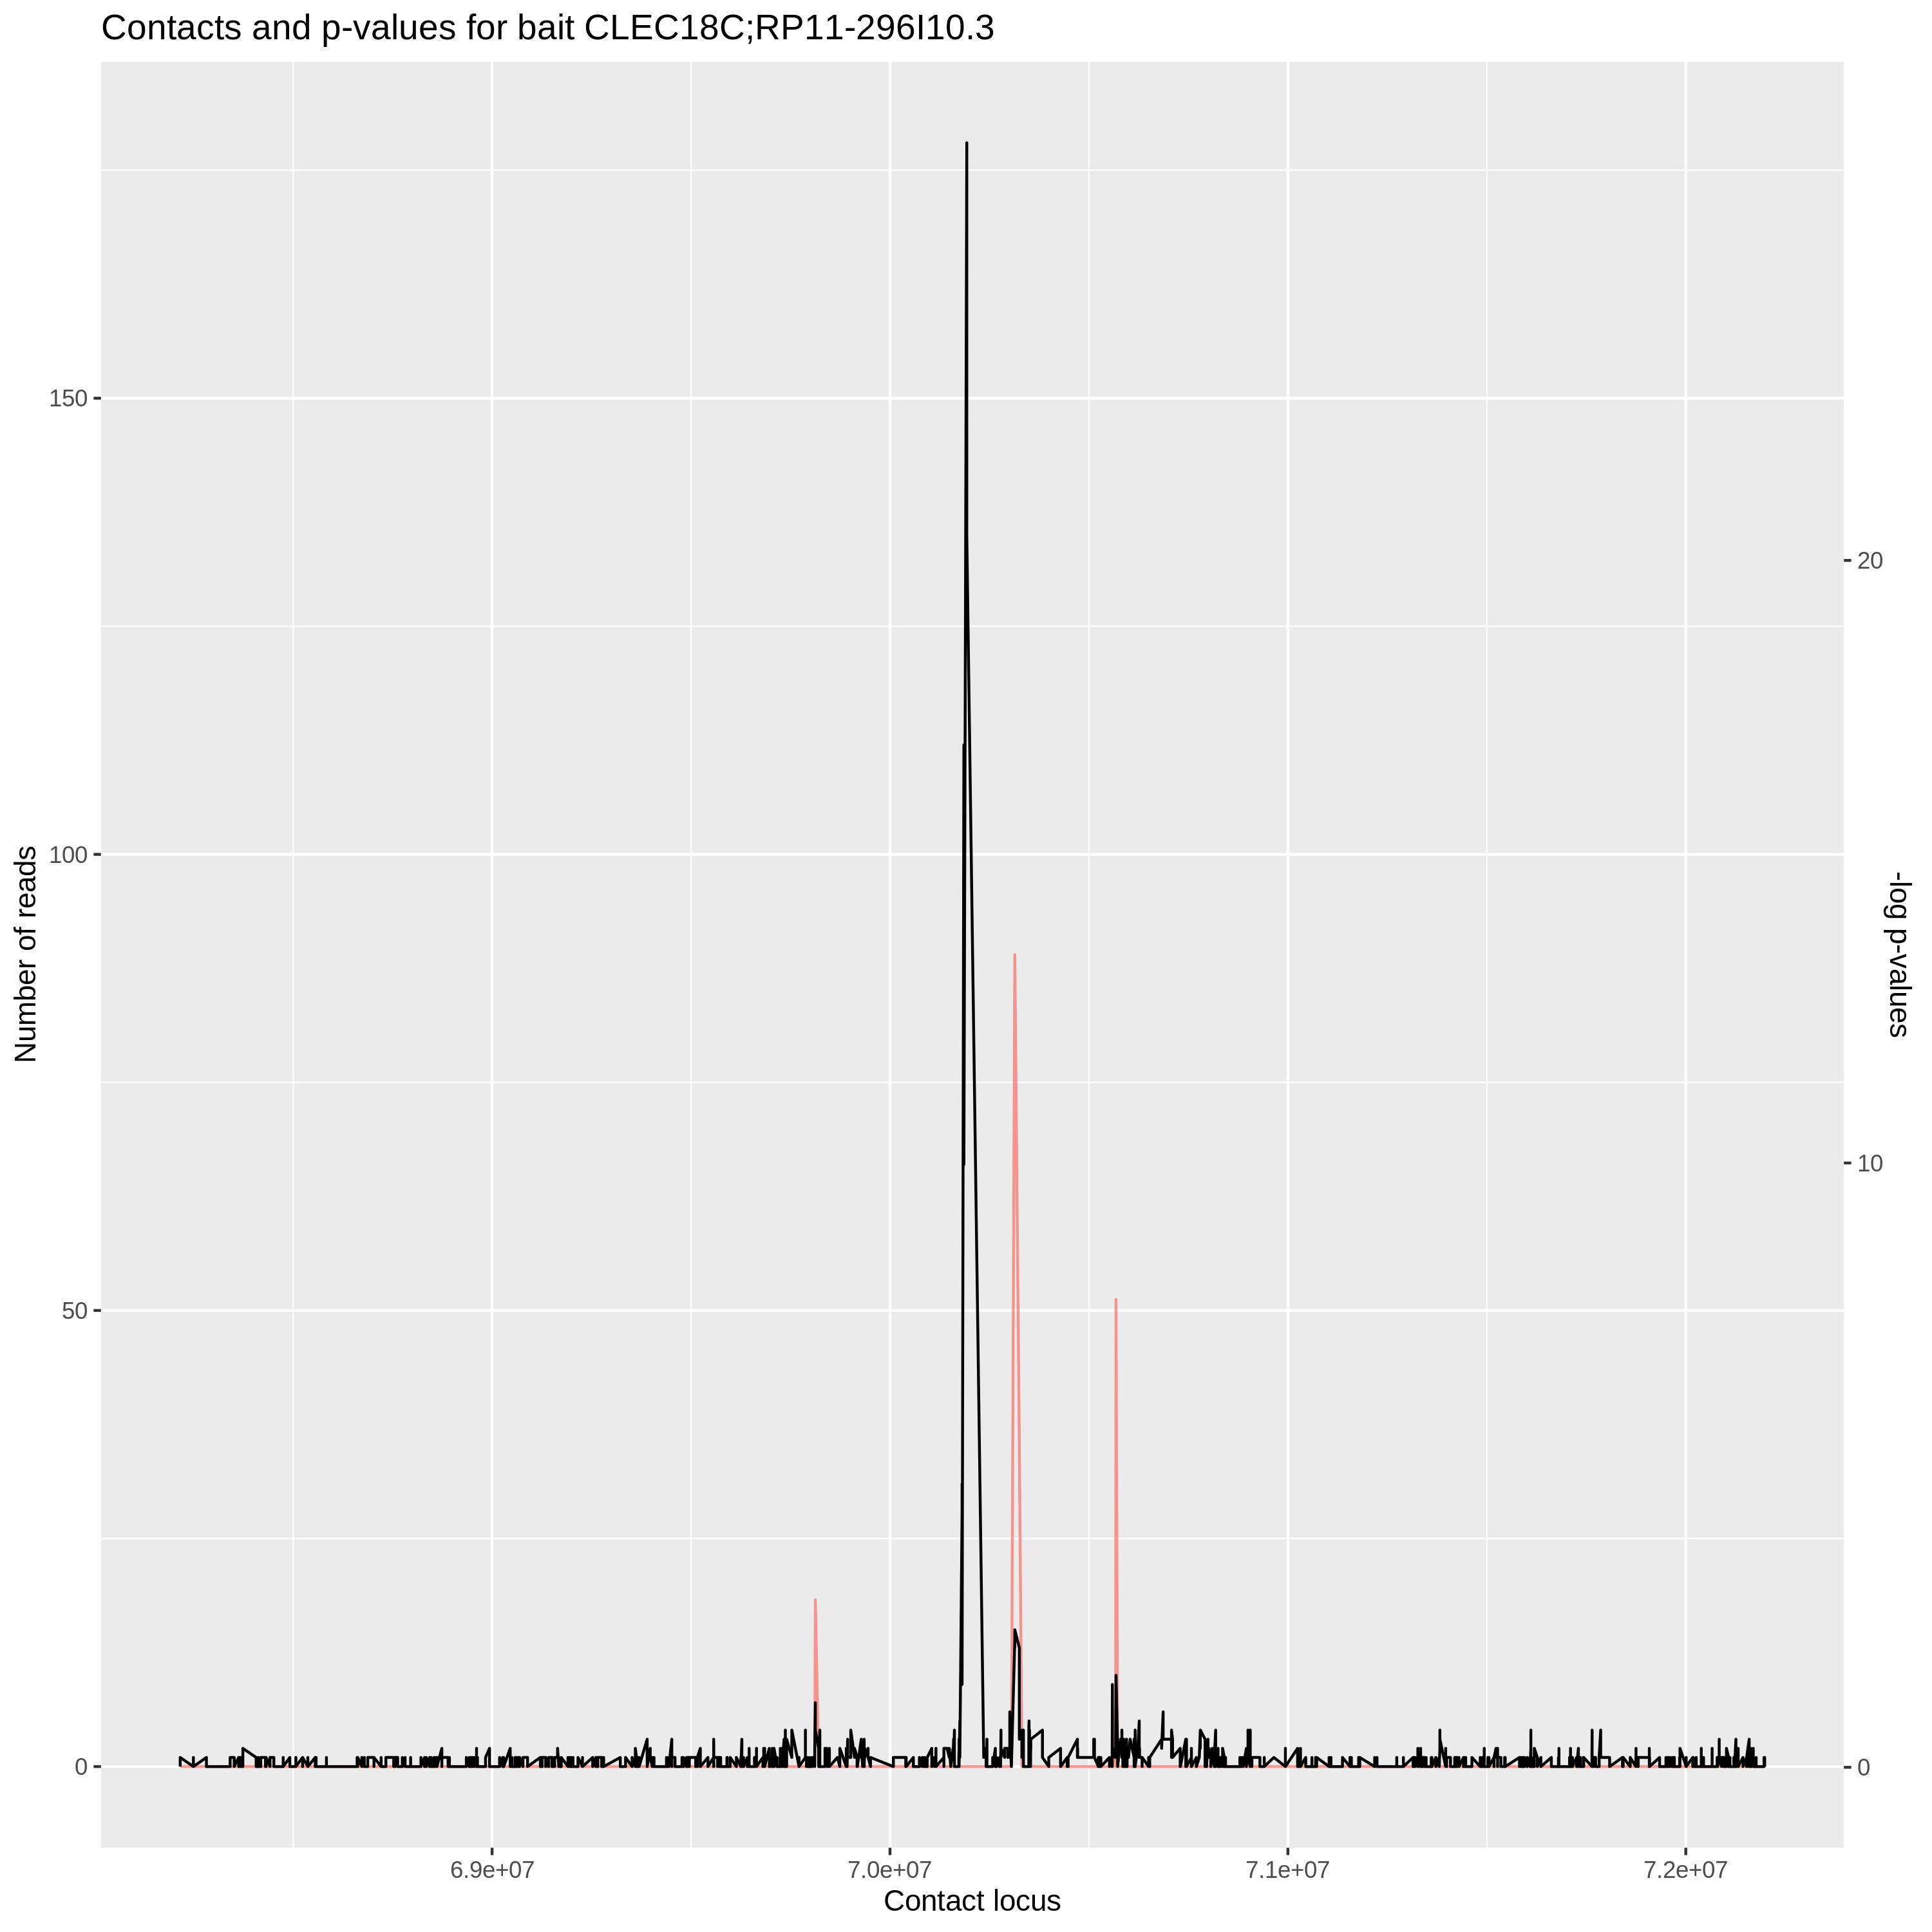 Contacts and p-values for bait CLEC18C;RP11-296I10.3
150
100
50
0
Number of reads
20
10
0
-log p-values
6.9e+07
7.0e+07
7.1e+07
7.2e+07
Contact locus